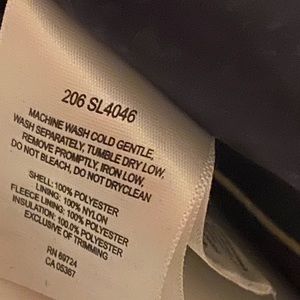 206 SL4046
MACHINE WASH COLD GENTLE,
WASH SEPARATELY, TUMBLE DRY LOW.
REMOVE PROMPTLY, IRON LOW,
DO NOT BLEACH, DO NOT DRYCLEAN
SHELL: 100% POLYESTER
LINING: 100% NYLON
FLEECE LINING: 100% POLYESTER
INSULATION: 100% POLYESTER
EXCLUSIVE OF TRIMMING
RN 69724
CA 05367